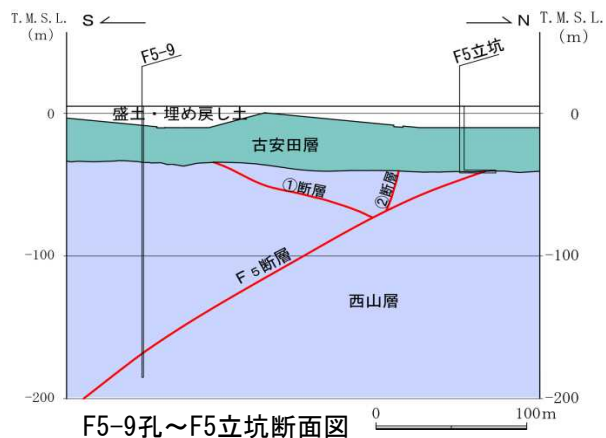 T.M.S.L.
(m)
S
N
T.M.S.L.
(m)
F5-9
F5立坑
0
盛土・埋め戻し土
0
古安田層
①断層
②断層
-100
F5断層
-100
西山層
-200
-200
F5-9孔～F5立坑断面図
0
100m